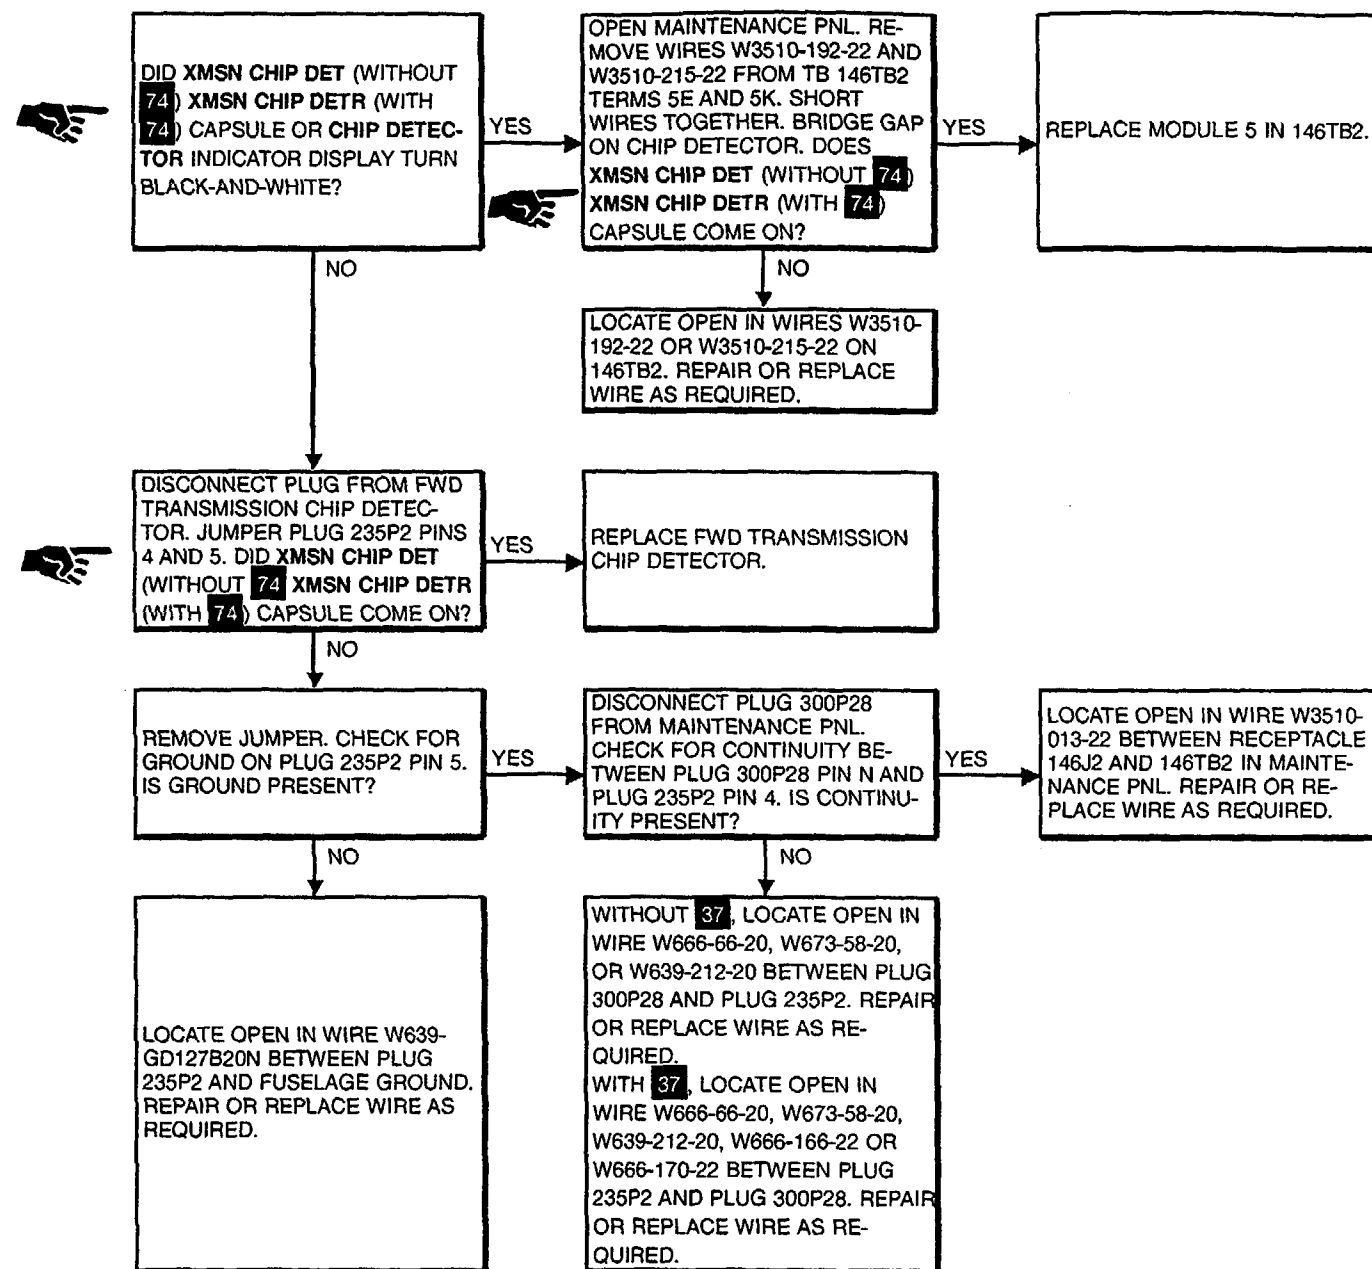 DID XMSN CHIP DET (WITHOUT
74) XMSN CHIP DETR (WITH
74) CAPSULE OR CHIP DETEC-
TOR INDICATOR DISPLAY TURN
BLACK-AND-WHITE?
YES
OPEN MAINTENANCE PNL. RE-
MOVE WIRES W3510-192-22 AND
W3510-215-22 FROM TB 146TB2
TERMS 5E AND 5K. SHORT
WIRES TOGETHER. BRIDGE GAP
ON CHIP DETECTOR. DOES
XMSN CHIP DET (WITHOUT 74)
XMSN CHIP DETR (WITH 74)
CAPSULE COME ON?
YES
REPLACE MODULE 5 IN 146TB2.
NO
NO
LOCATE OPEN IN WIRES W3510-
192-22 OR W3510-215-22 ON
146TB2. REPAIR OR REPLACE
WIRE AS REQUIRED.
DISCONNECT PLUG FROM FWD
TRANSMISSION CHIP DETEC-
TOR. JUMPER PLUG 235P2 PINS
4 AND 5. DID XMSN CHIP DET
(WITHOUT 74 XMSN CHIP DETR
(WITH 74) CAPSULE COME ON?
YES
REPLACE FWD TRANSMISSION
CHIP DETECTOR.
NO
REMOVE JUMPER. CHECK FOR
GROUND ON PLUG 235P2 PIN 5.
IS GROUND PRESENT?
YES
DISCONNECT PLUG 300P28
FROM MAINTENANCE PNL.
CHECK FOR CONTINUITY BE-
TWEEN PLUG 300P28 PIN N AND
PLUG 235P2 PIN 4. IS CONTINU-
ITY PRESENT?
YES
LOCATE OPEN IN WIRE W3510-
013-22 BETWEEN RECEPTACLE
146J2 AND 146TB2 IN MAINTE-
NANCE PNL. REPAIR OR RE-
PLACE WIRE AS REQUIRED.
NO
NO
LOCATE OPEN IN WIRE W639-
GD127B20N BETWEEN PLUG
235P2 AND FUSELAGE GROUND.
REPAIR OR REPLACE WIRE AS
REQUIRED.
WITHOUT 37, LOCATE OPEN IN
WIRE W666-66-20, W673-58-20,
OR W639-212-20 BETWEEN PLUG
300P28 AND PLUG 235P2. REPAIR
OR REPLACE WIRE AS RE-
QUIRED.
WITH 37, LOCATE OPEN IN
WIRE W666-66-20, W673-58-20,
W639-212-20, W666-166-22 OR
W666-170-22 BETWEEN PLUG
235P2 AND PLUG 300P28. REPAIR
OR REPLACE WIRE AS RE-
QUIRED.